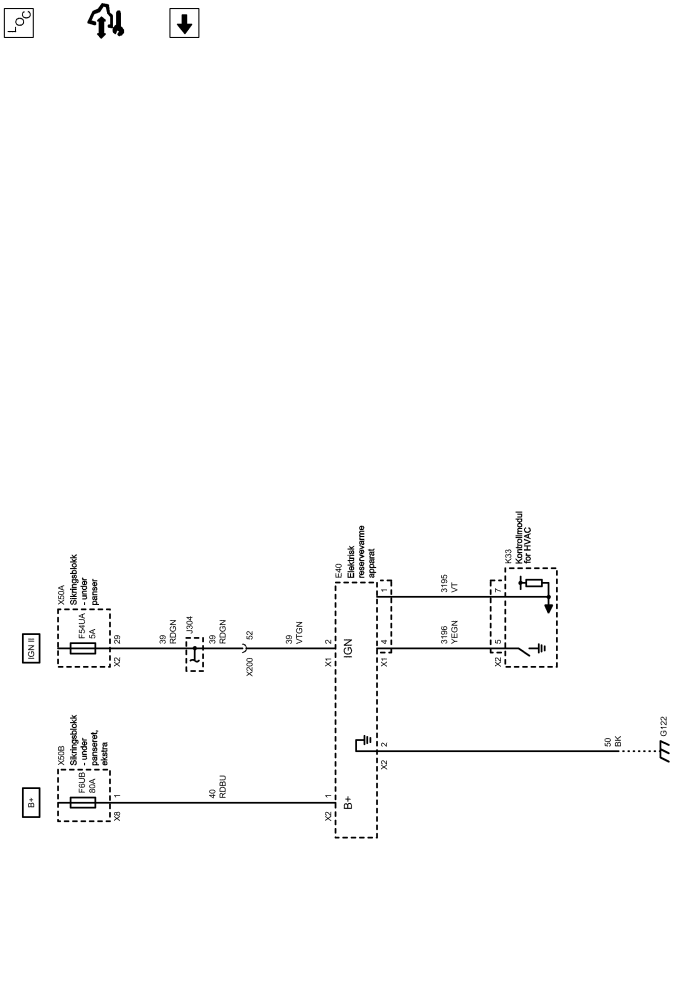 LOC
IGN II
B+
X50A
Sikringsblokk
- under
panser
F54UA
5A
X2
29
39
RDGN
J304
39
RDGN
X200
52
39
VTGN
X1
2
IGN
X50B
Sikringsblokk
- under
panseret,
ekstra
F6UB
80A
X8
1
40
RDBU
X2
1
B+
E40
Elektrisk
reservevarme
apparat
X2
2
50
BK
G122
X1
4
1
3196
YEGN
3195
VT
X2
5
7
K33
Kontrollmodul
for HVAC